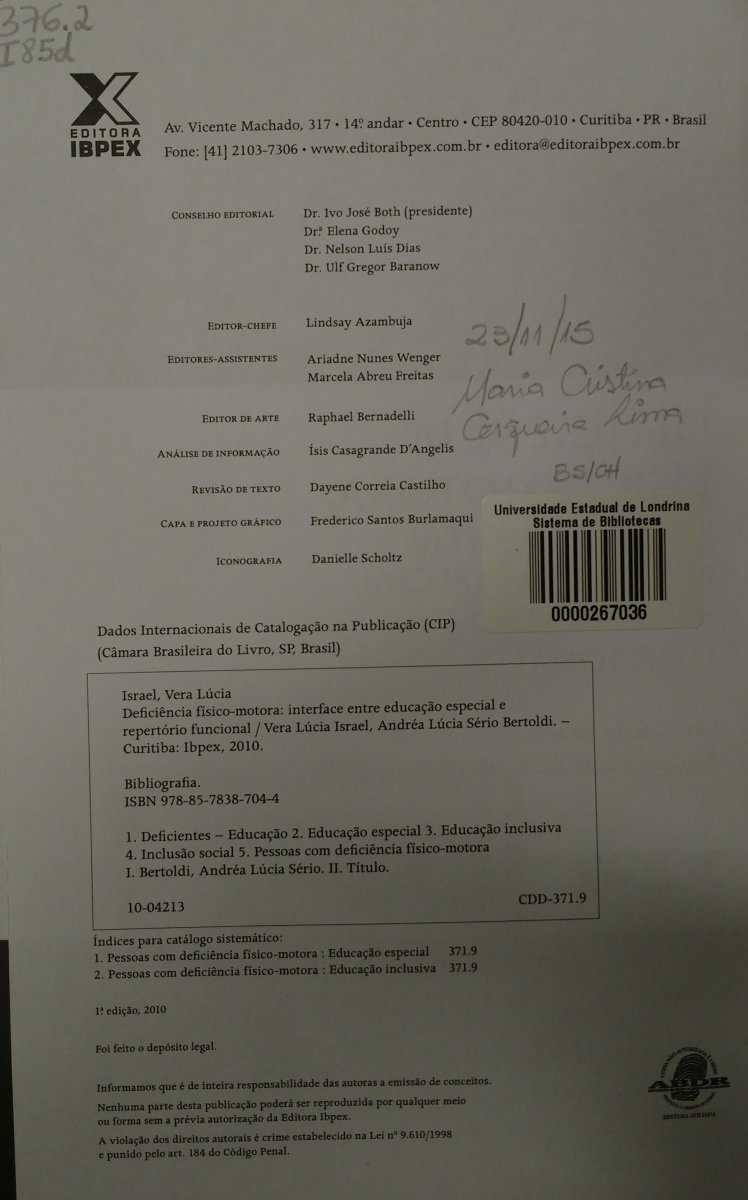 376.2
I85d
EDITORA
IBPEX
Av. Vicente Machado, 317 • 14º andar • Centro • CEP 80420-010 • Curitiba • PR • Brasil
Fone: [41] 2103-7306 • www.editoraibpex.com.br • editora@editoraibpex.com.br
CONSELHO EDITORIAL Dr. Ivo José Both (presidente)
Drª Elena Godoy
Dr. Nelson Luís Dias
Dr. Ulf Gregor Baranow
EDITOR-CHEFE Lindsay Azambuja
EDITORES-ASSISTENTES Ariadne Nunes Wenger
Marcela Abreu Freitas
EDITOR DE ARTE Raphael Bernadelli
ANÁLISE DE INFORMAÇÃO Ísis Casagrande D'Angelis
REVISÃO DE TEXTO Dayene Correia Castilho
CAPA E PROJETO GRÁFICO Frederico Santos Burlamaqui
ICONOGRAFIA Danielle Scholtz
23/11/15
Maria Cristina
Cerqueira Lima
BS/CH
Universidade Estadual de Londrina
Sistema de Bibliotecas
0000267036
Dados Internacionais de Catalogação na Publicação (CIP)
(Câmara Brasileira do Livro, SP, Brasil)
Israel, Vera Lúcia
Deficiência físico-motora: interface entre educação especial e
repertório funcional / Vera Lúcia Israel, Andréa Lúcia Sério Bertoldi. –
Curitiba: Ibpex, 2010.
Bibliografia.
ISBN 978-85-7838-704-4
1. Deficientes – Educação 2. Educação especial 3. Educação inclusiva
4. Inclusão social 5. Pessoas com deficiência físico-motora
I. Bertoldi, Andréa Lúcia Sério. II. Título.
10-04213 CDD-371.9
Índices para catálogo sistemático:
1. Pessoas com deficiência físico-motora : Educação especial 371.9
2. Pessoas com deficiência físico-motora : Educação inclusiva 371.9
1ª edição, 2010
Foi feito o depósito legal.
Informamos que é de inteira responsabilidade das autoras a emissão de conceitos.
Nenhuma parte desta publicação poderá ser reproduzida por qualquer meio
ou forma sem a prévia autorização da Editora Ibpex.
A violação dos direitos autorais é crime estabelecido na Lei nº 9.610/1998
e punido pelo art. 184 do Código Penal.
ABDR
EDITORA AFILIADA